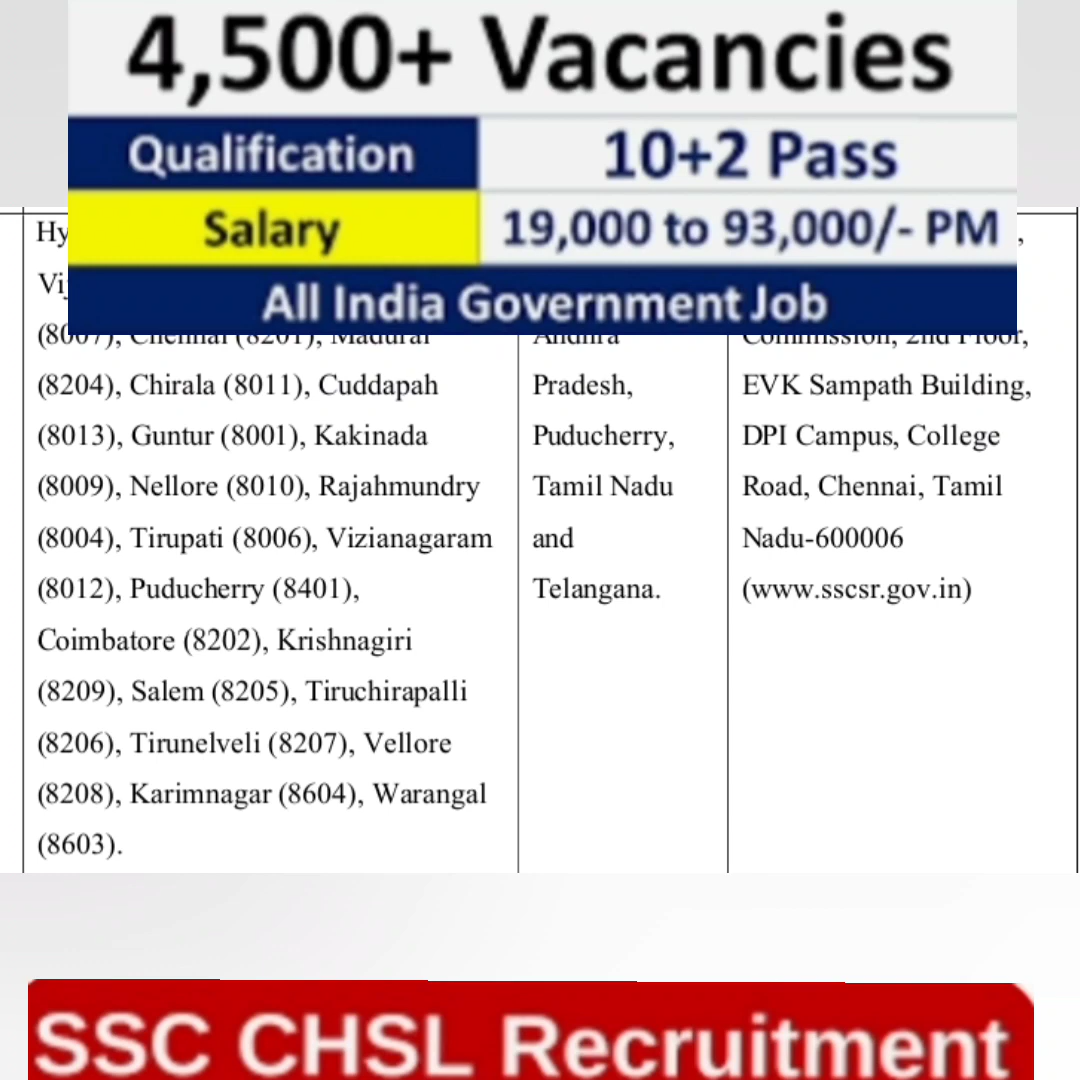 4,500+ Vacancies
Qualification 10+2 Pass
Salary 19,000 to 93,000/- PM
All India Government Job
(8204), Chirala (8011), Cuddapah
(8013), Guntur (8001), Kakinada
(8009), Nellore (8010), Rajahmundry
(8004), Tirupati (8006), Vizianagaram
(8012), Puducherry (8401),
Coimbatore (8202), Krishnagiri
(8209), Salem (8205), Tiruchirapalli
(8206), Tirunelveli (8207), Vellore
(8208), Karimnagar (8604), Warangal
(8603).
Andhra
Pradesh,
Puducherry,
Tamil Nadu
and
Telangana.
Commission, 2nd Floor,
EVK Sampath Building,
DPI Campus, College
Road, Chennai, Tamil
Nadu-600006
(www.sscsr.gov.in)
SSC CHSL Recruitment